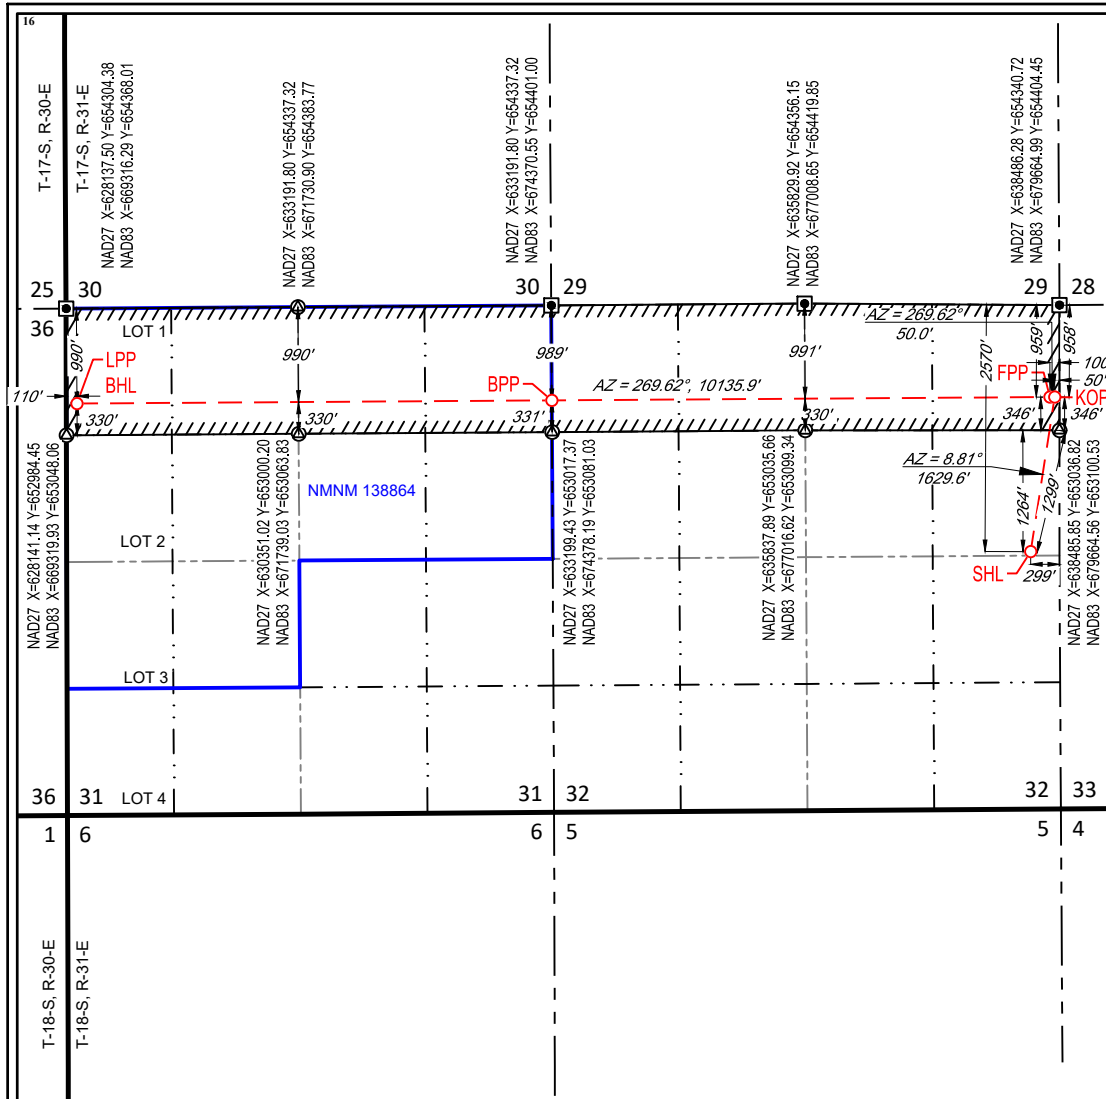 16
T-17-S, R-30-E
T-17-S, R-31-E
NAD27 X=628137.50 Y=654304.38
NAD83 X=669316.29 Y=654368.01
NAD27 X=633191.80 Y=654337.32
NAD83 X=671730.90 Y=654383.77
NAD27 X=633191.80 Y=654337.32
NAD83 X=674370.55 Y=654401.00
NAD27 X=635829.92 Y=654356.15
NAD83 X=677008.65 Y=654419.85
NAD27 X=638486.28 Y=654340.72
NAD83 X=679664.99 Y=654404.45
25 30
30 29
29 28
36
LOT 1
990'
LPP
BHL
110'
330'
990'
330'
989'
BPP
331'
AZ = 269.62°, 10135.9'
991'
330'
AZ = 269.62°
50.0'
2570'
959'
958'
100
50'
FPP
KOP
346'
346'
AZ = 8.81°
1629.6'
1264'
1299'
SHL
299'
NAD27 X=628141.14 Y=652984.45
NAD83 X=669319.93 Y=653048.06
NAD27 X=630351.02 Y=653000.20
NAD83 X=671739.03 Y=653063.83
NAD27 X=633199.43 Y=653017.37
NAD83 X=674378.19 Y=653081.03
NAD27 X=635837.89 Y=653035.66
NAD83 X=677016.62 Y=653099.34
NAD27 X=638485.85 Y=653036.82
NAD83 X=679664.56 Y=653100.53
NMNM 138864
LOT 2
LOT 3
LOT 4
36 31
31 32
32 33
1 6
6 5
5 4
T-18-S, R-30-E
T-18-S, R-31-E